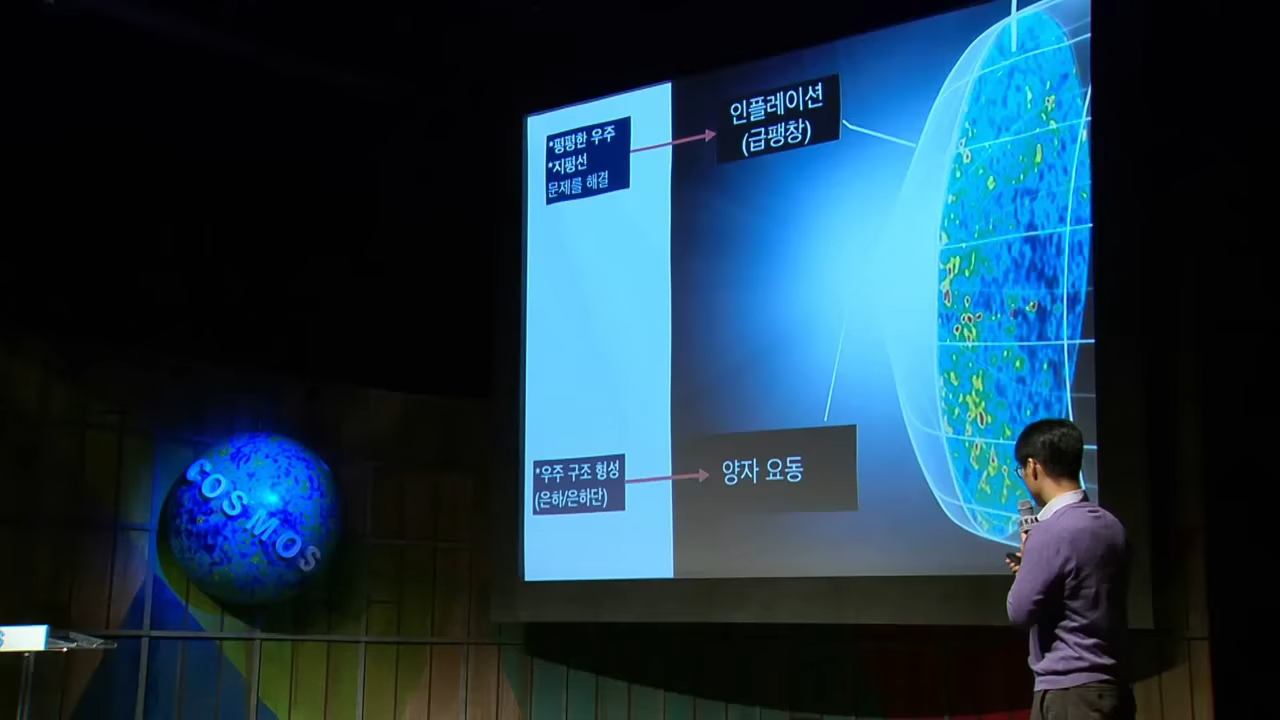 *평평한 우주
*지평선
문제를 해결
인플레이션
(급팽창)
*우주 구조 형성
(은하/은하단)
양자 요동
COSMOS
S